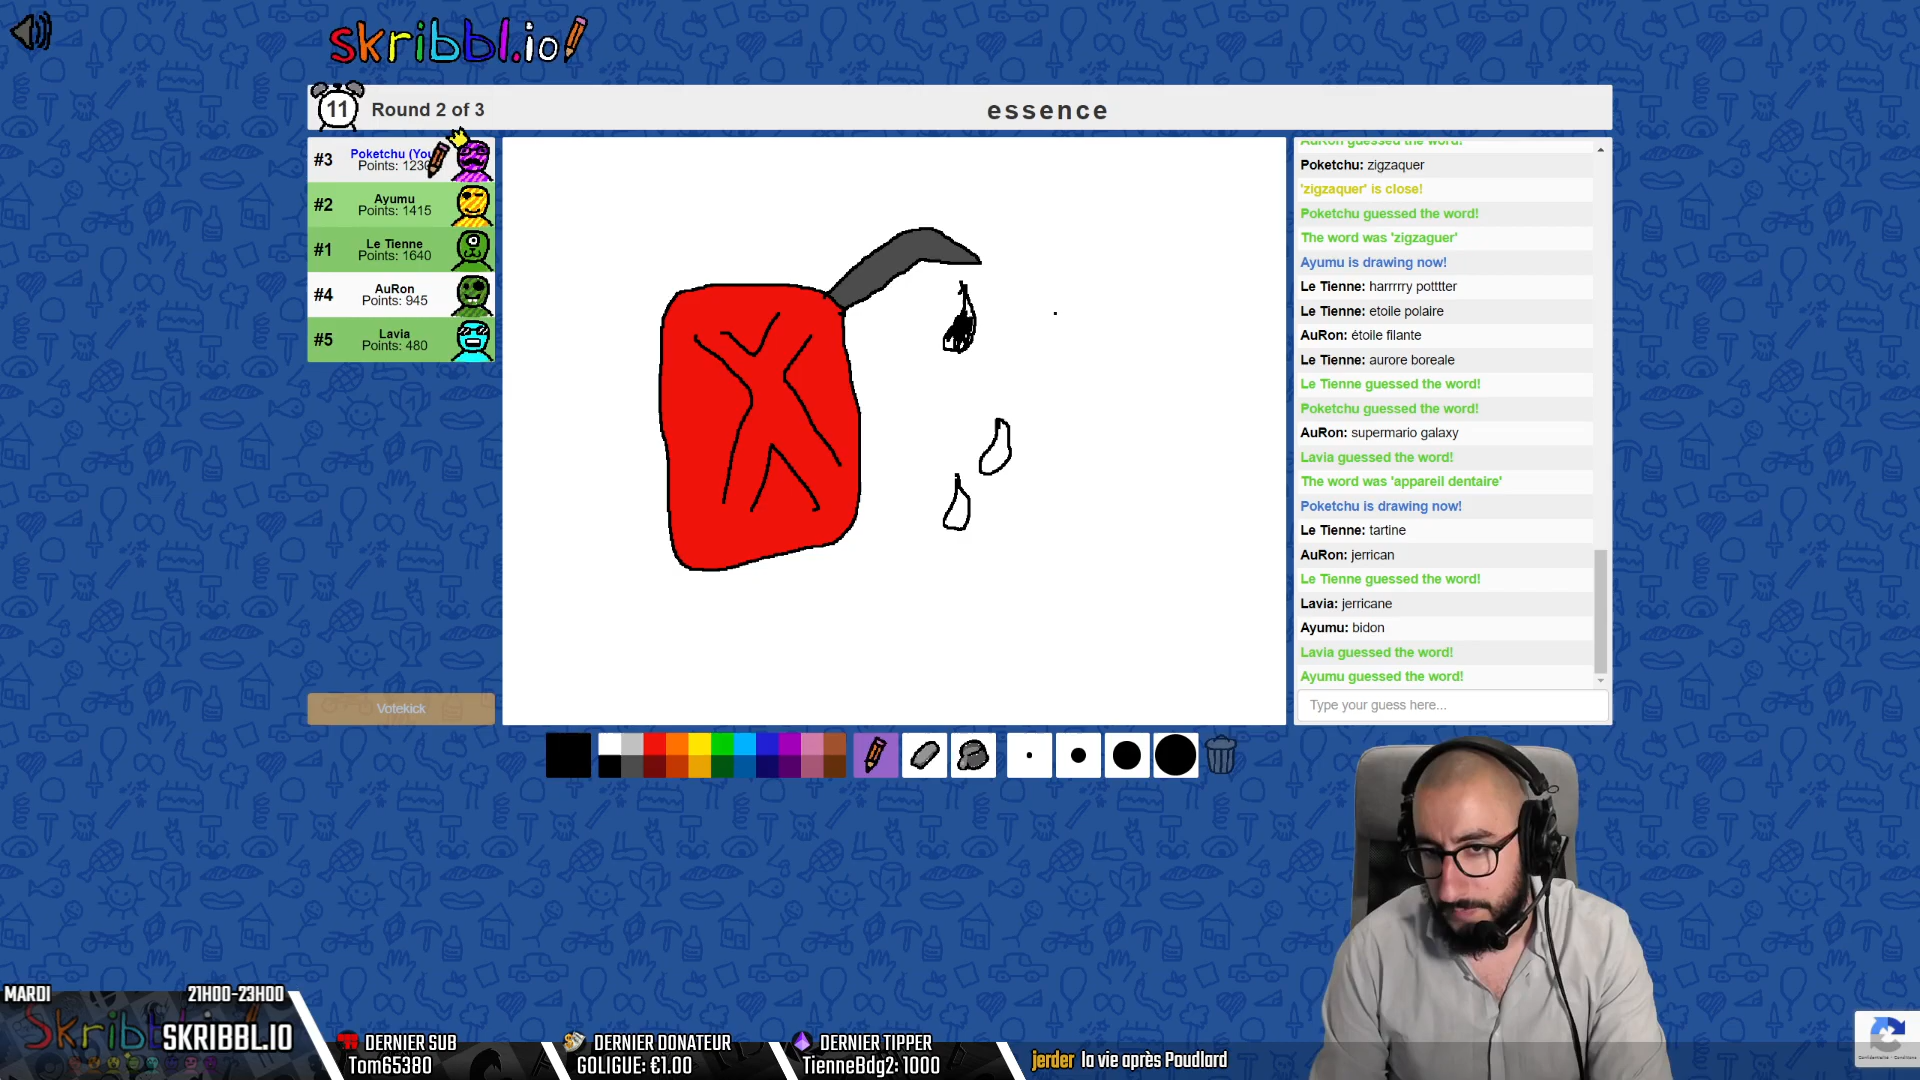 skribbl.io
11
Round 2 of 3
essence
#3
Poketchu (You
Points: 1230
#2
Ayumu
Points: 1415
#1
Le Tienne
Points: 1640
#4
AuRon
Points: 945
#5
Lavia
Points: 480
Votekick
AuRon guessed the word!
Poketchu: zigzaquer
'zigzaquer' is close!
Poketchu guessed the word!
The word was 'zigzaguer'
Ayumu is drawing now!
Le Tienne: harrrrry potttter
Le Tienne: etoile polaire
AuRon: étoile filante
Le Tienne: aurore boreale
Le Tienne guessed the word!
Poketchu guessed the word!
AuRon: supermario galaxy
Lavia guessed the word!
The word was 'appareil dentaire'
Poketchu is drawing now!
Le Tienne: tartine
AuRon: jerrican
Le Tienne guessed the word!
Lavia: jerricane
Ayumu: bidon
Lavia guessed the word!
Ayumu guessed the word!
Type your guess here...
MARDI 21H00-23H00
SKRIBBL.IO
DERNIER SUB
Tom65380
DERNIER DONATEUR
GOLIGUE: €1.00
DERNIER TIPPER
TienneBdg2: 1000
jerder la vie après Poudlard